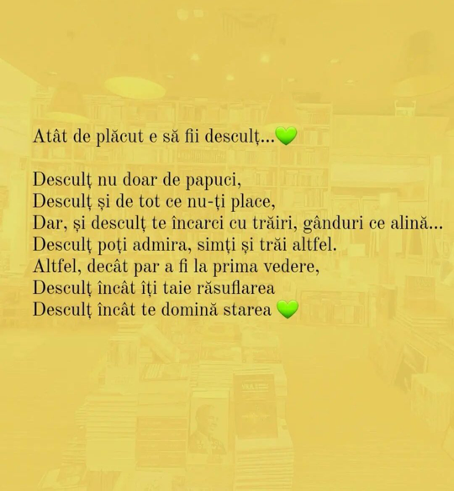 Atât de plăcut e să fii desculț...💚
Desculț nu doar de papuci,
Desculț și de tot ce nu-ți place,
Dar, și desculț te încarci cu trăiri, gânduri ce alină...
Desculț poți admira, simți și trăi altfel.
Altfel, decât par a fi la prima vedere,
Desculț încât îți taie răsuflarea
Desculț încât te domină starea 💚